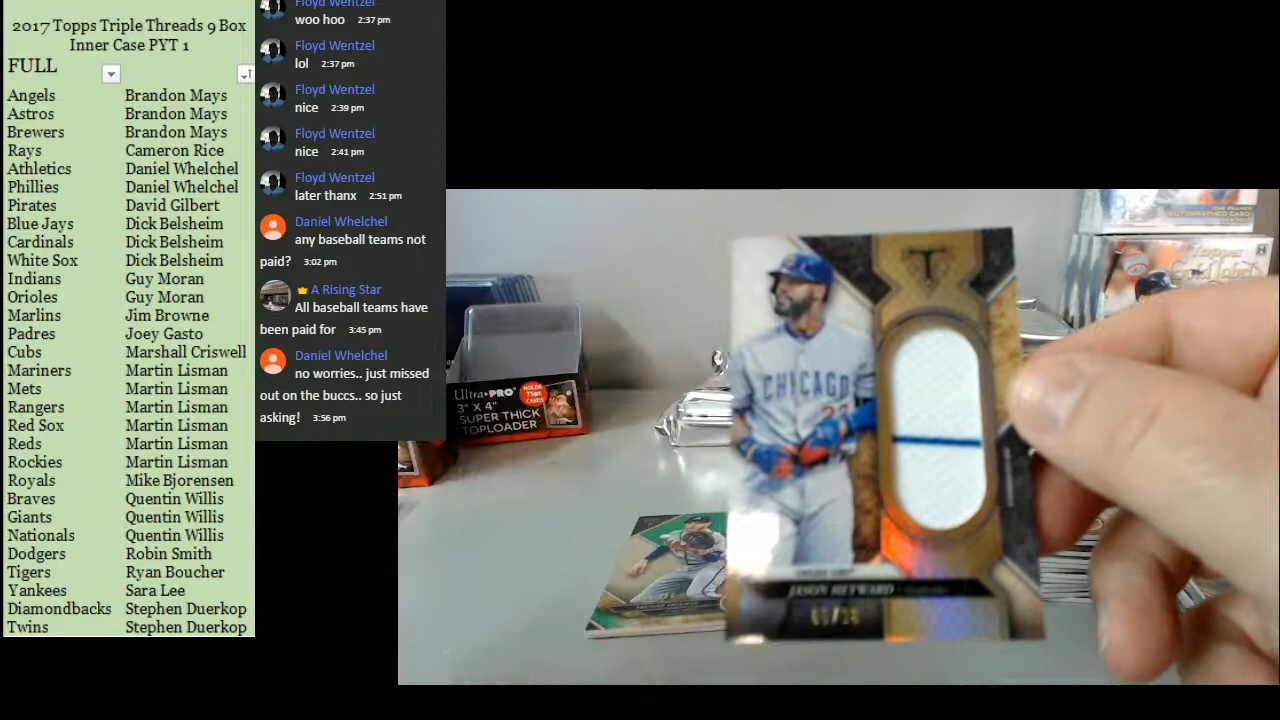 2017 Topps Triple Threads 9 Box
Inner Case PYT 1
FULL
Angels Brandon Mays
Astros Brandon Mays
Brewers Brandon Mays
Rays Cameron Rice
Athletics Daniel Whelchel
Phillies Daniel Whelchel
Pirates David Gilbert
Blue Jays Dick Belsheim
Cardinals Dick Belsheim
White Sox Dick Belsheim
Indians Guy Moran
Orioles Guy Moran
Marlins Jim Browne
Padres Joey Gasto
Cubs Marshall Criswell
Mariners Martin Lisman
Mets Martin Lisman
Rangers Martin Lisman
Red Sox Martin Lisman
Reds Martin Lisman
Rockies Martin Lisman
Royals Mike Bjorensen
Braves Quentin Willis
Giants Quentin Willis
Nationals Quentin Willis
Dodgers Robin Smith
Tigers Ryan Boucher
Yankees Sara Lee
Diamondbacks Stephen Duerkop
Twins Stephen Duerkop
Floyd Wentzel
woo hoo 2:37 pm
Floyd Wentzel
lol 2:37 pm
Floyd Wentzel
nice 2:39 pm
Floyd Wentzel
nice 2:41 pm
Floyd Wentzel
later thanx 2:51 pm
Daniel Whelchel
any baseball teams not
paid? 3:02 pm
A Rising Star
All baseball teams have
been paid for 3:45 pm
Daniel Whelchel
no worries.. just missed
out on the buccs.. so just
asking! 3:56 pm
Ultra PRO
3" X 4"
SUPER THICK
TOPLOADER
HOLDS
75pt
CARDS
T
CHICAGO
JASON HEYWARD
AUTOGRAPHED CARD